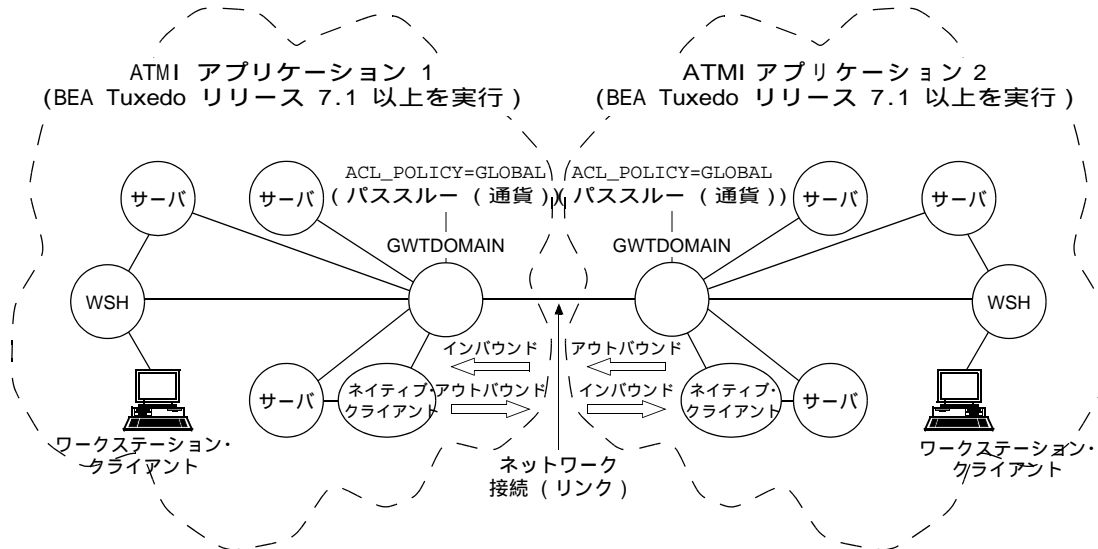 ATMI アプリケーション 1
(BEA Tuxedo リリース 7.1 以上を実行 )
ATMI アプリケーション 2
(BEA Tuxedo リリース 7.1 以上を実行 )
ACL_POLICY=GLOBAL
( パススルー ( 通貨 ))
ACL_POLICY=GLOBAL
( パススルー ( 通貨 ))
サーバ
サーバ
サーバ
サーバ
GWTDOMAIN
GWTDOMAIN
WSH
WSH
インバウンド
アウトバウンド
アウトバウンド
インバウンド
サーバ
ネイティブ・
クライアント
ネイティブ・
クライアント
サーバ
ワークステーション・
クライアント
ネットワーク
接続 ( リンク )
ワークステーション・
クライアント